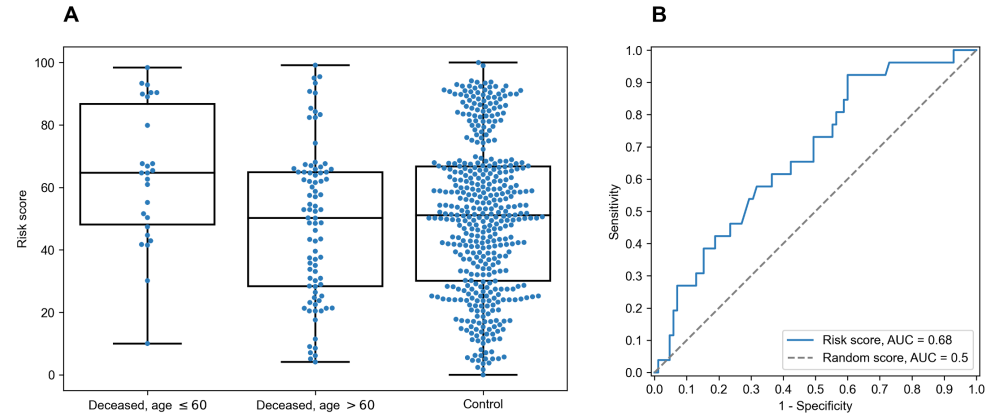 A
B
Risk score
100
80
60
40
20
0
Deceased, age ≤ 60
Deceased, age > 60
Control
Sensitivity
1.0
0.9
0.8
0.7
0.6
0.5
0.4
0.3
0.2
0.1
0.0
Risk score, AUC = 0.68
Random score, AUC = 0.5
0.0 0.1 0.2 0.3 0.4 0.5 0.6 0.7 0.8 0.9 1.0
1 - Specificity